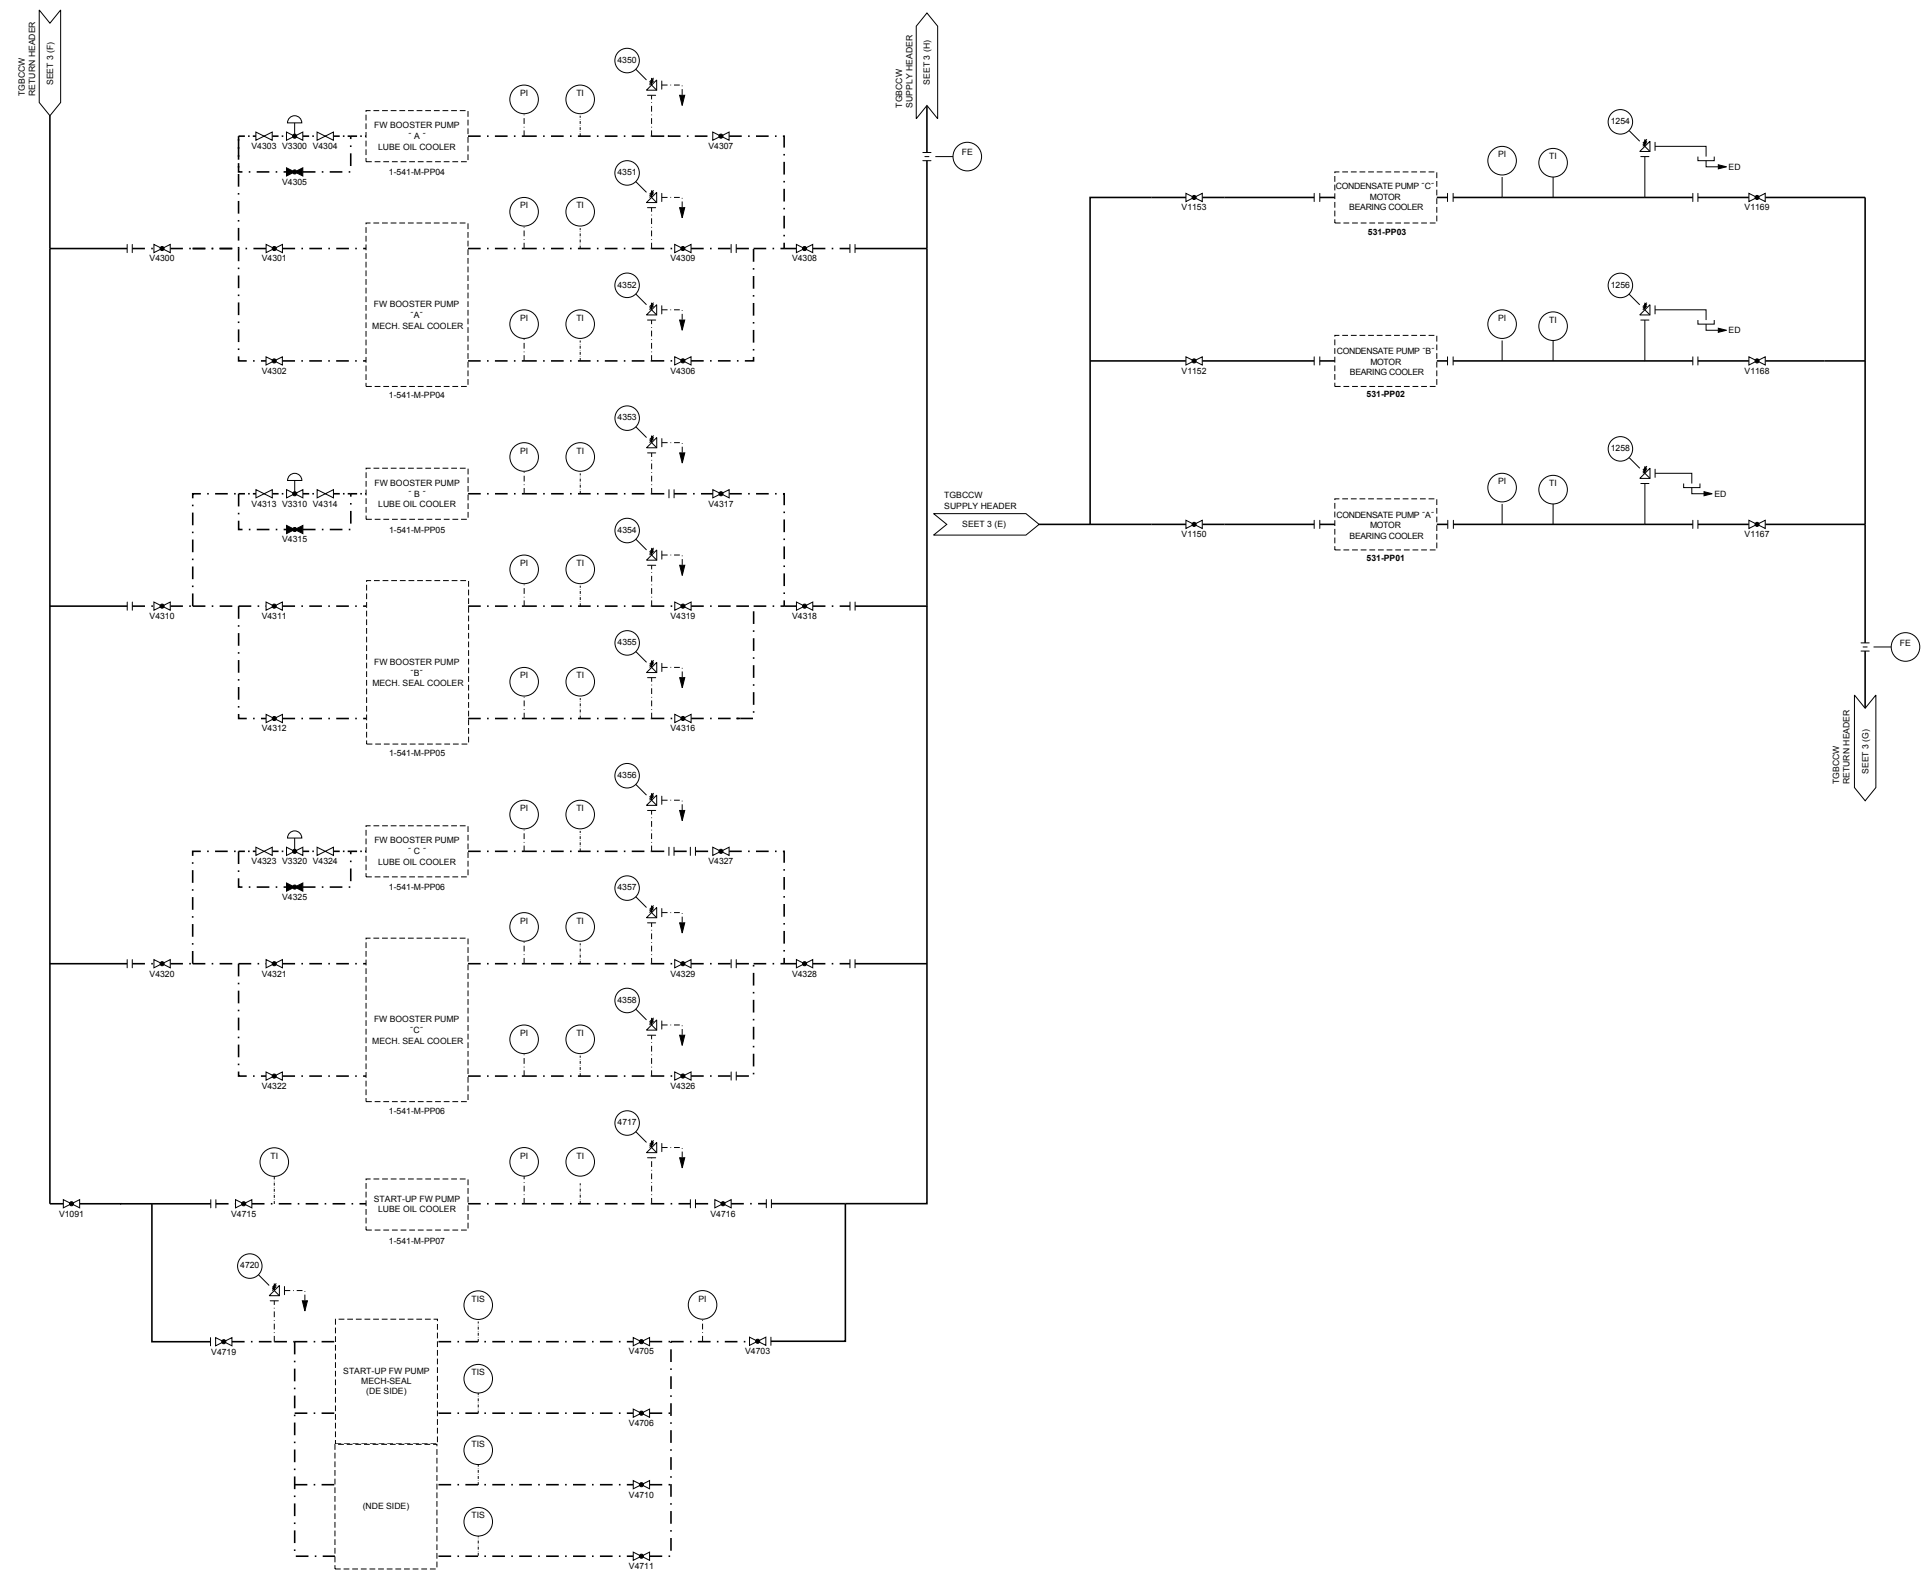 TGBCCW
RETURN HEADER
SEET 3 (F)
4350
PI
TI
V4303
V3300
V4304
V4305
FW BOOSTER PUMP
" A "
LUBE OIL COOLER
1-541-M-PP04
V4307
4351
PI
TI
V4300
V4301
V4309
V4308
FW BOOSTER PUMP
"A"
MECH. SEAL COOLER
4352
PI
TI
V4302
V4306
1-541-M-PP04
4353
PI
TI
V4313
V3310
V4314
V4315
FW BOOSTER PUMP
" B "
LUBE OIL COOLER
1-541-M-PP05
V4317
4354
PI
TI
V4310
V4311
V4319
V4318
FW BOOSTER PUMP
"B"
MECH. SEAL COOLER
4355
PI
TI
V4312
V4316
1-541-M-PP05
4356
PI
TI
V4323
V3320
V4324
V4325
FW BOOSTER PUMP
" C "
LUBE OIL COOLER
1-541-M-PP06
V4327
4357
PI
TI
V4320
V4321
V4329
V4328
FW BOOSTER PUMP
"C"
MECH. SEAL COOLER
4358
PI
TI
V4322
V4326
1-541-M-PP06
4717
TI
PI
TI
V1091
V4715
START-UP FW PUMP
LUBE OIL COOLER
V4716
1-541-M-PP07
4720
TIS
PI
V4719
V4705
V4703
START-UP FW PUMP
MECH-SEAL
(DE SIDE)
TIS
V4706
TIS
V4710
(NDE SIDE)
TIS
V4711
TGBCCW
SUPPLY HEADER
SEET 3 (H)
FE
TGBCCW
SUPPLY HEADER
SEET 3 (E)
1254
PI
TI
ED
V1153
CONDENSATE PUMP "C"
MOTOR
BEARING COOLER
531-PP03
V1169
1256
PI
TI
ED
V1152
CONDENSATE PUMP "B"
MOTOR
BEARING COOLER
531-PP02
V1168
1258
PI
TI
ED
V1150
CONDENSATE PUMP "A"
MOTOR
BEARING COOLER
531-PP01
V1167
FE
TGBCCW
RETURN HEADER
SEET 3 (G)